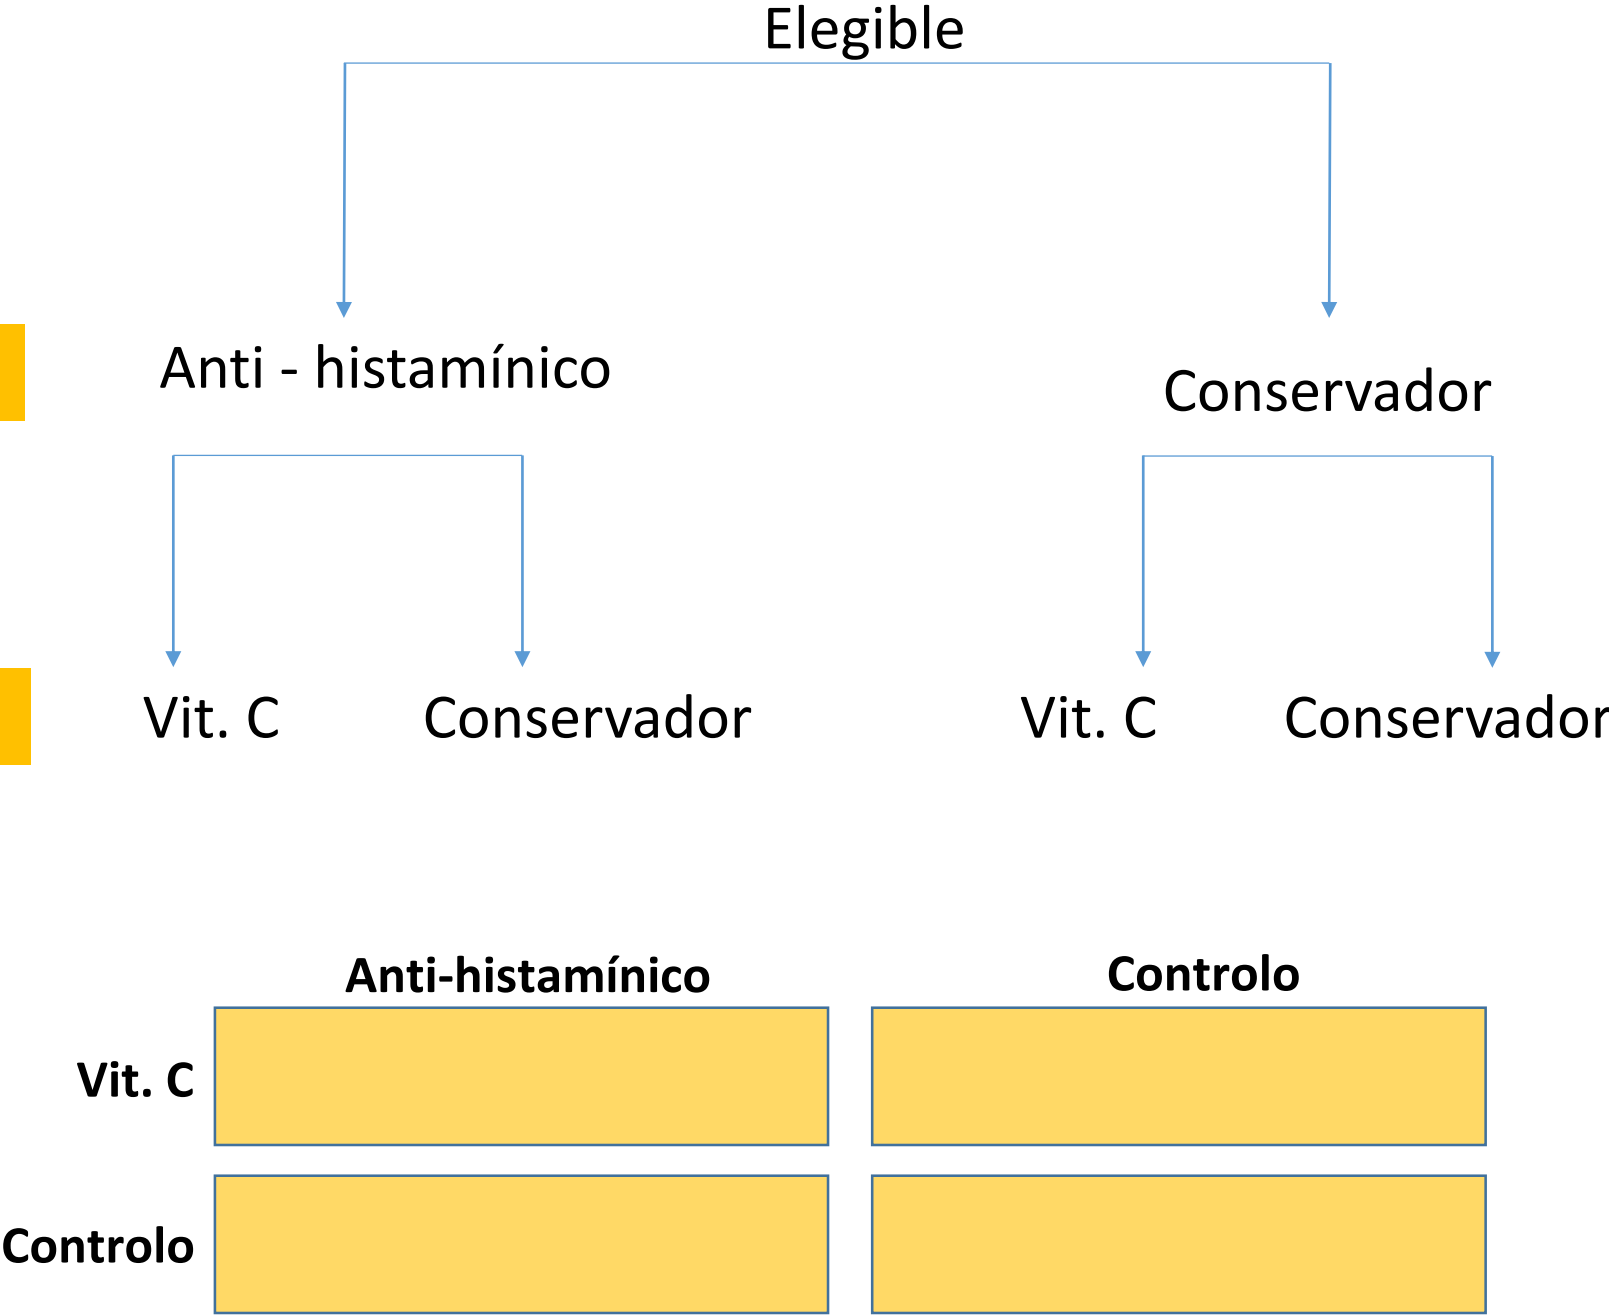 Elegible
Anti - histamínico
Conservador
Vit. C
Conservador
Vit. C
Conservador
Anti-histamínico
Controlo
Vit. C
Controlo